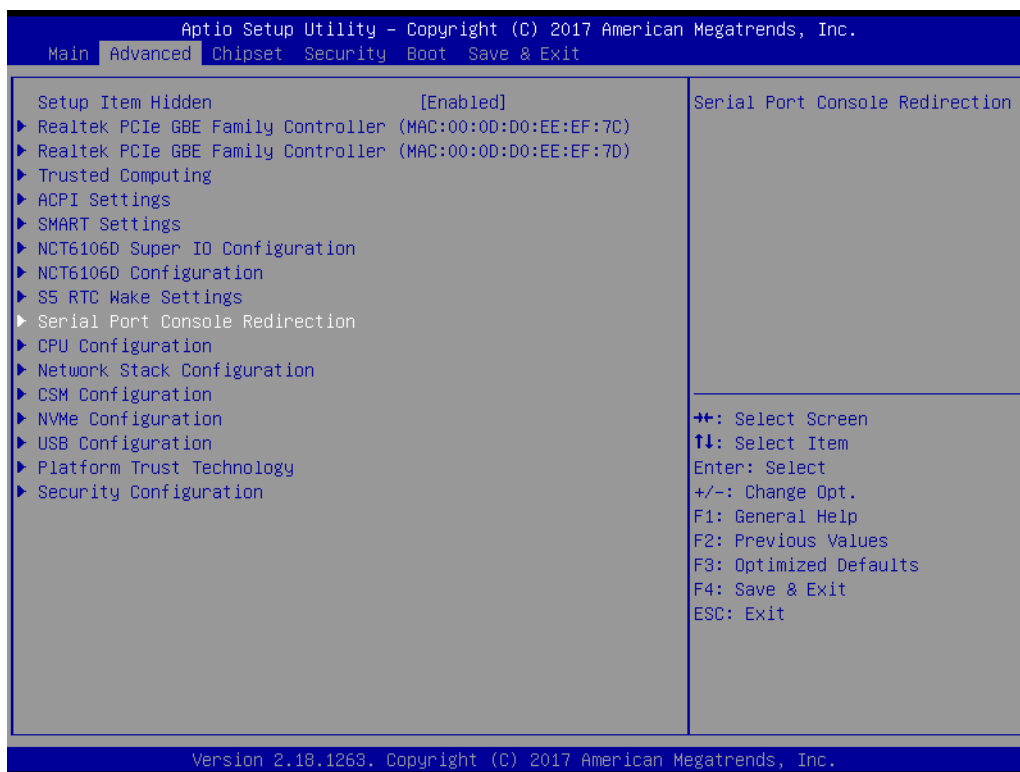 Aptio Setup Utility – Copyright (C) 2017 American Megatrends, Inc.
Main Advanced Chipset Security Boot Save & Exit
Setup Item Hidden [Enabled]
Realtek PCIe GBE Family Controller (MAC:00:0D:D0:EE:EF:7C)
Realtek PCIe GBE Family Controller (MAC:00:0D:D0:EE:EF:7D)
Trusted Computing
ACPI Settings
SMART Settings
NCT6106D Super IO Configuration
NCT6106D Configuration
S5 RTC Wake Settings
Serial Port Console Redirection
CPU Configuration
Network Stack Configuration
CSM Configuration
NVMe Configuration
USB Configuration
Platform Trust Technology
Security Configuration
Serial Port Console Redirection
→←: Select Screen
↑↓: Select Item
Enter: Select
+/-: Change Opt.
F1: General Help
F2: Previous Values
F3: Optimized Defaults
F4: Save & Exit
ESC: Exit
Version 2.18.1263. Copyright (C) 2017 American Megatrends, Inc.